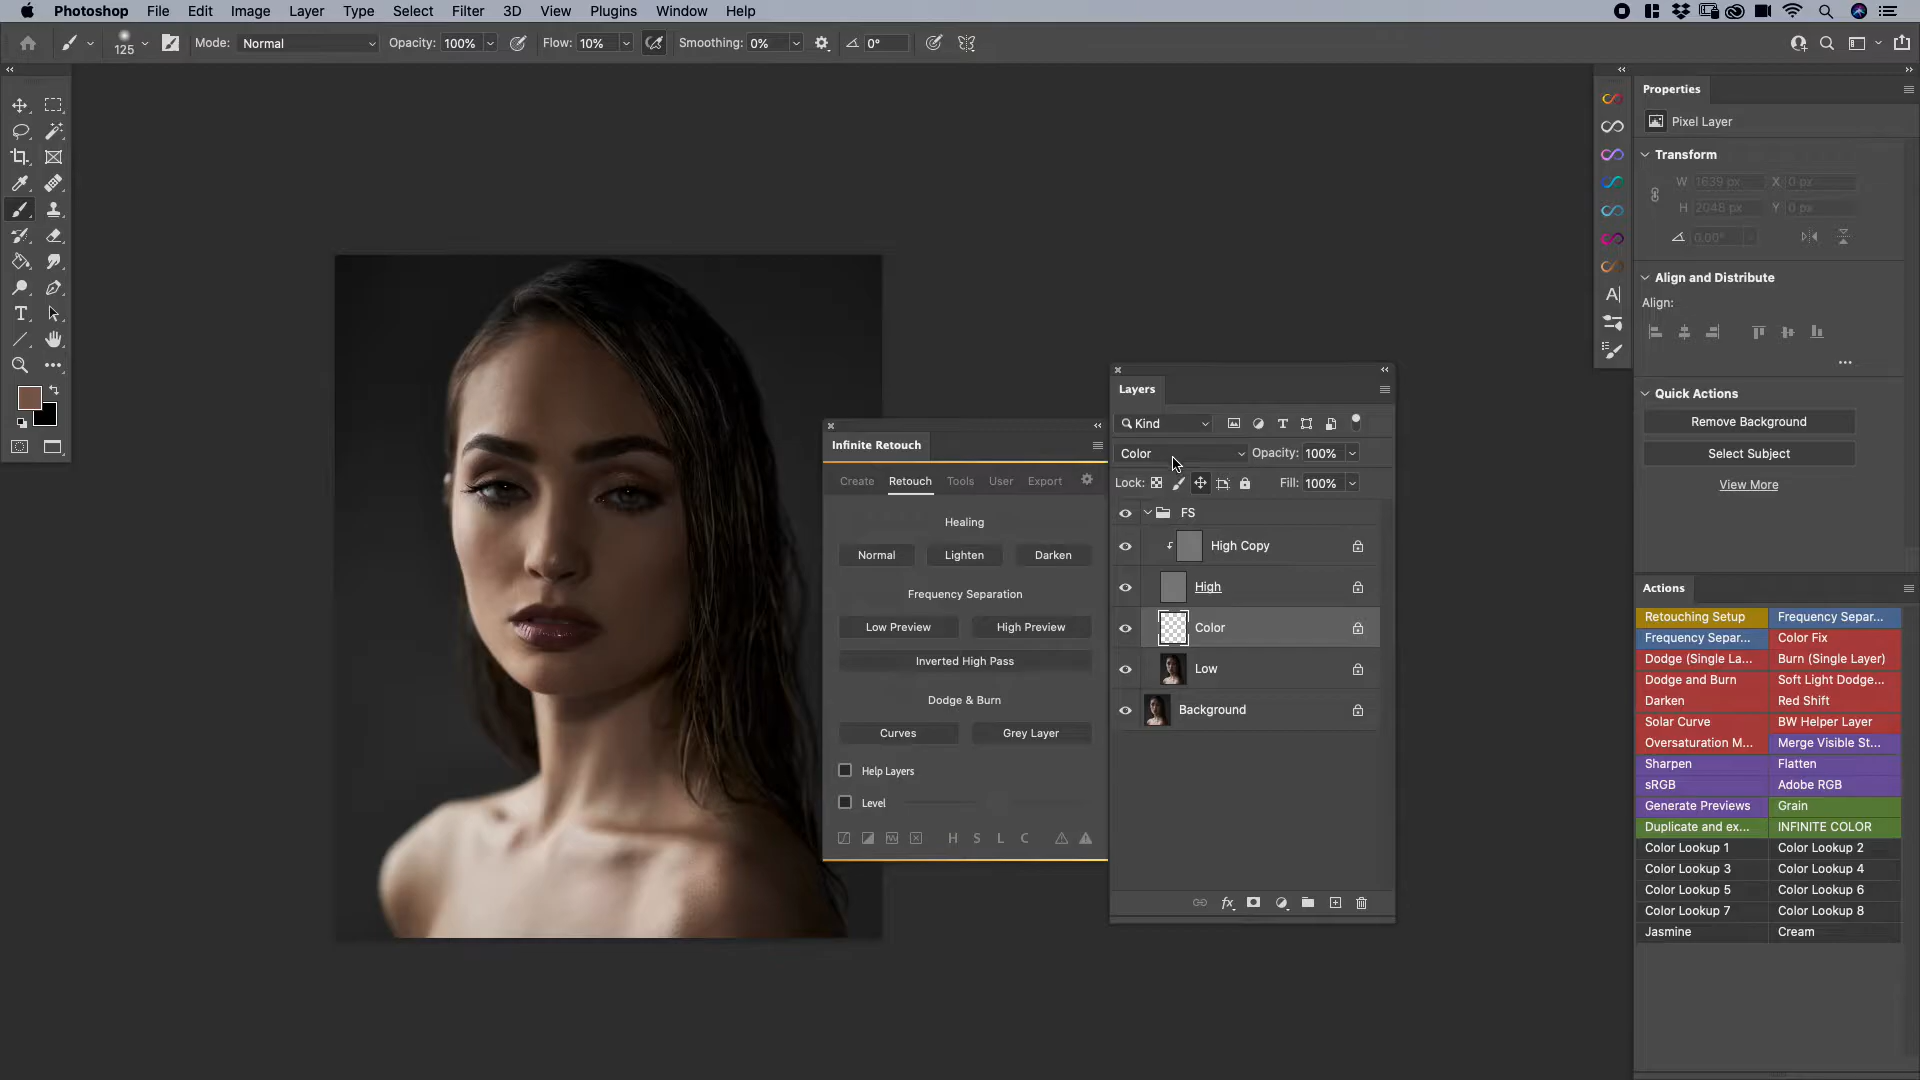 Photoshop File Edit Image Layer Type Select Filter 3D View Plugins Window Help
125 Mode: Normal Opacity: 100% Flow: 10% Smoothing: 0% 0°
Properties
Pixel Layer
Transform
W 1639 px X 0 px
H 2048 px Y 0 px
0.00°
Align and Distribute
Align:
Quick Actions
Remove Background
Select Subject
View More
Layers
Kind
Color Opacity: 100%
Lock: Fill: 100%
FS
High Copy
High
Color
Low
Background
Infinite Retouch
Create Retouch Tools User Export
Healing
Normal Lighten Darken
Frequency Separation
Low Preview High Preview
Inverted High Pass
Dodge & Burn
Curves Grey Layer
Help Layers
Level
H S L C
Actions
Retouching Setup Frequency Separ...
Frequency Separ... Color Fix
Dodge (Single La... Burn (Single Layer)
Dodge and Burn Soft Light Dodge...
Darken Red Shift
Solar Curve BW Helper Layer
Oversaturation M... Merge Visible St...
Sharpen Flatten
sRGB Adobe RGB
Generate Previews Grain
Duplicate and ex... INFINITE COLOR
Color Lookup 1 Color Lookup 2
Color Lookup 3 Color Lookup 4
Color Lookup 5 Color Lookup 6
Color Lookup 7 Color Lookup 8
Jasmine Cream